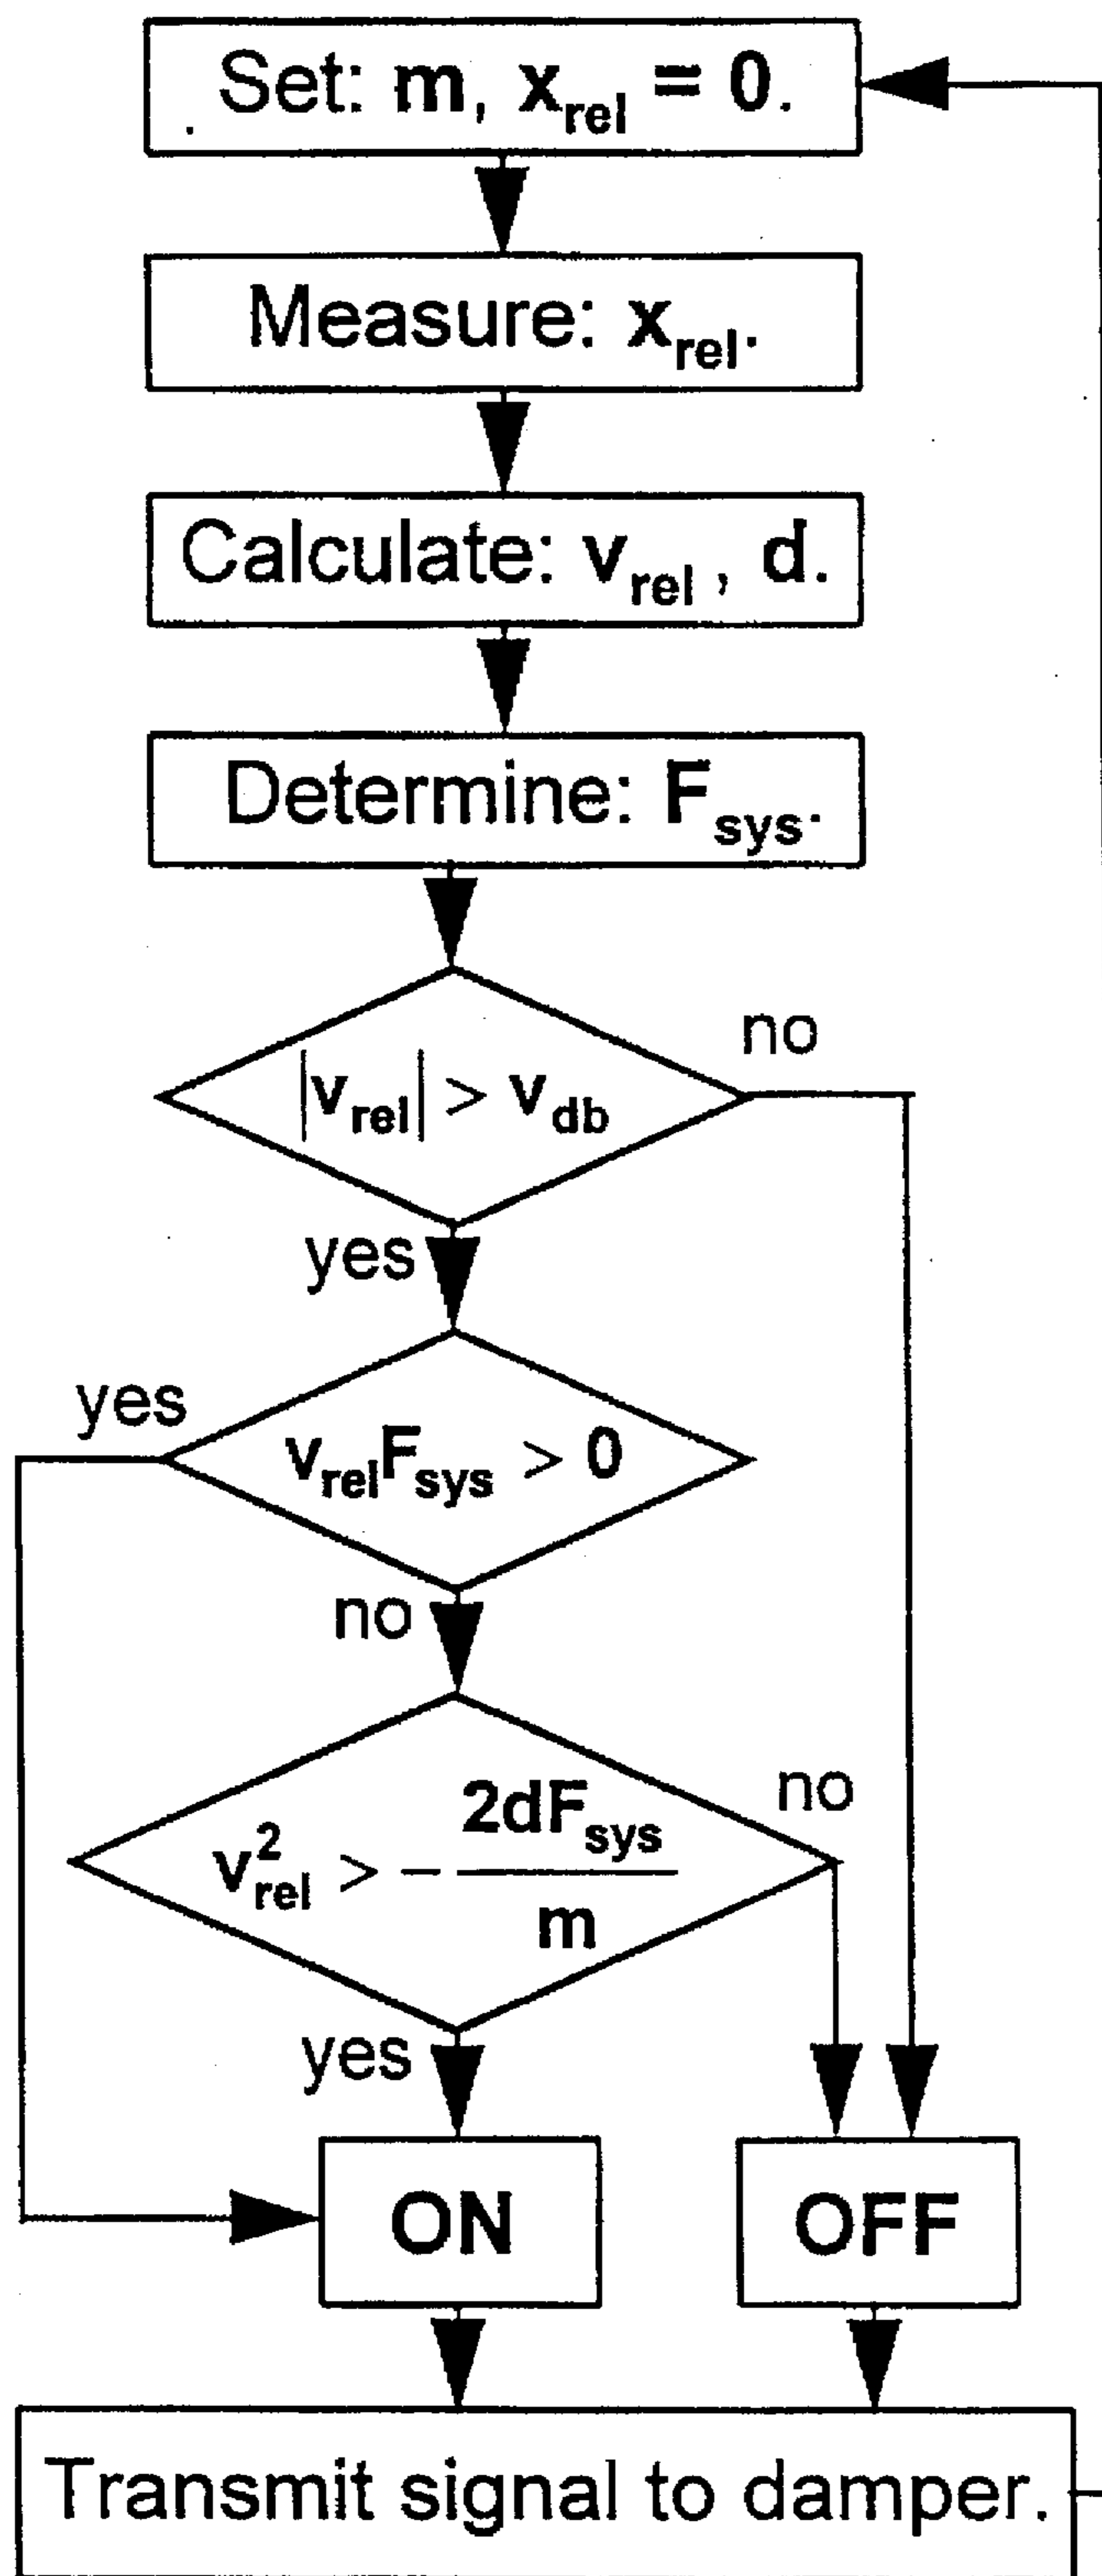 Set: m, x_rel = 0.
Measure: x_rel.
Calculate: v_rel, d.
Determine: F_sys.
|v_rel| > v_db
no
yes
yes
v_rel F_sys > 0
no
v_rel^2 > - 2dF_sys / m
no
yes
ON
OFF
Transmit signal to damper.